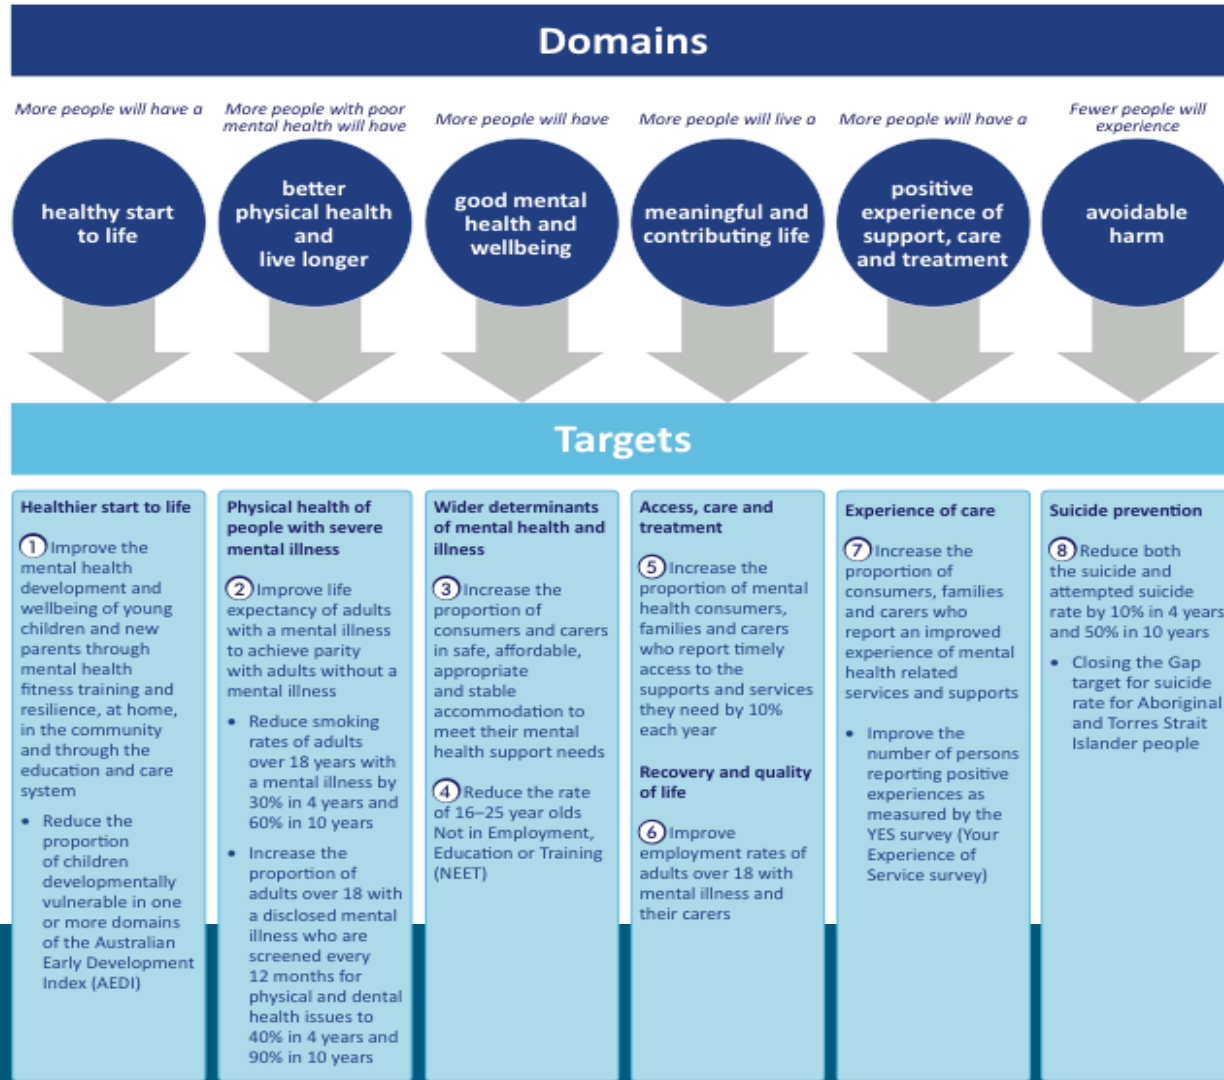 Domains
More people will have a
healthy start
to life
More people with poor
mental health will have
better
physical health
and
live longer
More people will have
good mental
health and
wellbeing
More people will live a
meaningful and
contributing life
More people will have a
positive
experience of
support, care
and treatment
Fewer people will
experience
avoidable
harm
Targets
Healthier start to life
1 Improve the
mental health
development and
wellbeing of young
children and new
parents through
mental health
fitness training and
resilience, at home,
in the community
and through the
education and care
system
• Reduce the
proportion
of children
developmentally
vulnerable in one
or more domains
of the Australian
Early Development
Index (AEDI)
Physical health of
people with severe
mental illness
2 Improve life
expectancy of adults
with a mental illness
to achieve parity
with adults without a
mental illness
• Reduce smoking
rates of adults
over 18 years with
a mental illness by
30% in 4 years and
60% in 10 years
• Increase the
proportion of
adults over 18 with
a disclosed mental
illness who are
screened every
12 months for
physical and dental
health issues to
40% in 4 years and
90% in 10 years
Wider determinants
of mental health and
illness
3 Increase the
proportion of
consumers and carers
in safe, affordable,
appropriate
and stable
accommodation to
meet their mental
health support needs
4 Reduce the rate
of 16–25 year olds
Not in Employment,
Education or Training
(NEET)
Access, care and
treatment
5 Increase the
proportion of mental
health consumers,
families and carers
who report timely
access to the
supports and services
they need by 10%
each year
Recovery and quality
of life
6 Improve
employment rates of
adults over 18 with
mental illness and
their carers
Experience of care
7 Increase the
proportion of
consumers, families
and carers who
report an improved
experience of mental
health related
services and supports
• Improve the
number of persons
reporting positive
experiences as
measured by the
YES survey (Your
Experience of
Service survey)
Suicide prevention
8 Reduce both
the suicide and
attempted suicide
rate by 10% in 4 years
and 50% in 10 years
• Closing the Gap
target for suicide
rate for Aboriginal
and Torres Strait
Islander people